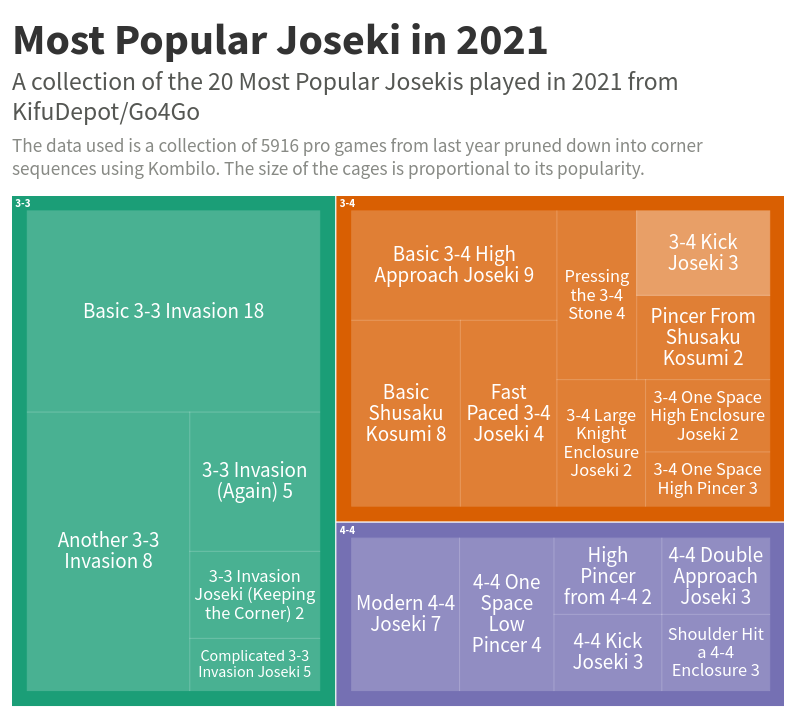 Most Popular Joseki in 2021
A collection of the 20 Most Popular Josekis played in 2021 from
KifuDepot/Go4Go
The data used is a collection of 5916 pro games from last year pruned down into corner
sequences using Kombilo. The size of the cages is proportional to its popularity.
3-3
Basic 3-3 Invasion 18
Another 3-3
Invasion 8
3-3 Invasion
(Again) 5
3-3 Invasion
Joseki (Keeping
the Corner) 2
Complicated 3-3
Invasion Joseki 5
3-4
Basic 3-4 High
Approach Joseki 9
Basic
Shusaku
Kosumi 8
Fast
Paced 3-4
Joseki 4
Pressing
the 3-4
Stone 4
3-4 Kick
Joseki 3
Pincer From
Shusaku
Kosumi 2
3-4 Large
Knight
Enclosure
Joseki 2
3-4 One Space
High Enclosure
Joseki 2
3-4 One Space
High Pincer 3
4-4
Modern 4-4
Joseki 7
4-4 One
Space
Low
Pincer 4
High
Pincer
from 4-4 2
4-4 Kick
Joseki 3
4-4 Double
Approach
Joseki 3
Shoulder Hit
a 4-4
Enclosure 3